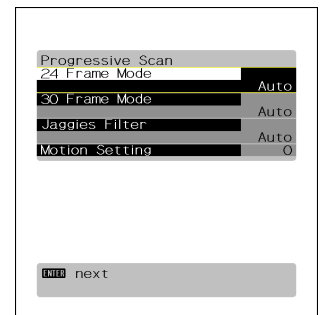 Progressive Scan
24 Frame Mode
Auto
30 Frame Mode
Auto
Jaggies Filter
Auto
Motion Setting 0
ENTER next